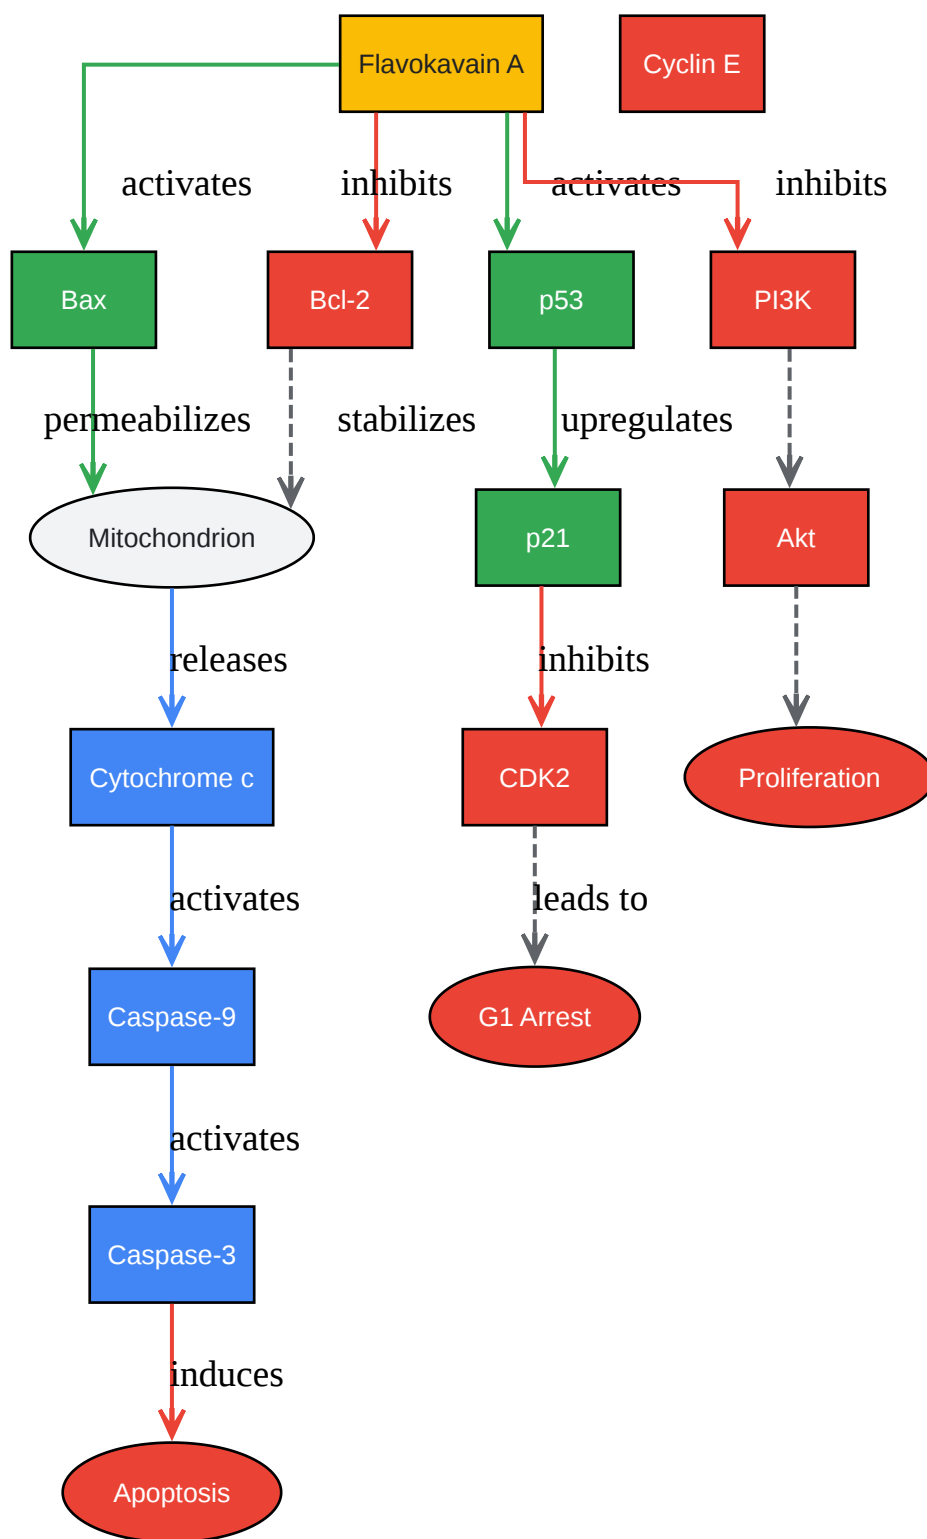 Flavokavain A
Cyclin E
activates
inhibits
activates
inhibits
Bax
Bcl-2
p53
PI3K
permeabilizes
stabilizes
upregulates
Mitochondrion
p21
Akt
releases
inhibits
Cytochrome c
CDK2
Proliferation
activates
leads to
Caspase-9
G1 Arrest
activates
Caspase-3
induces
Apoptosis